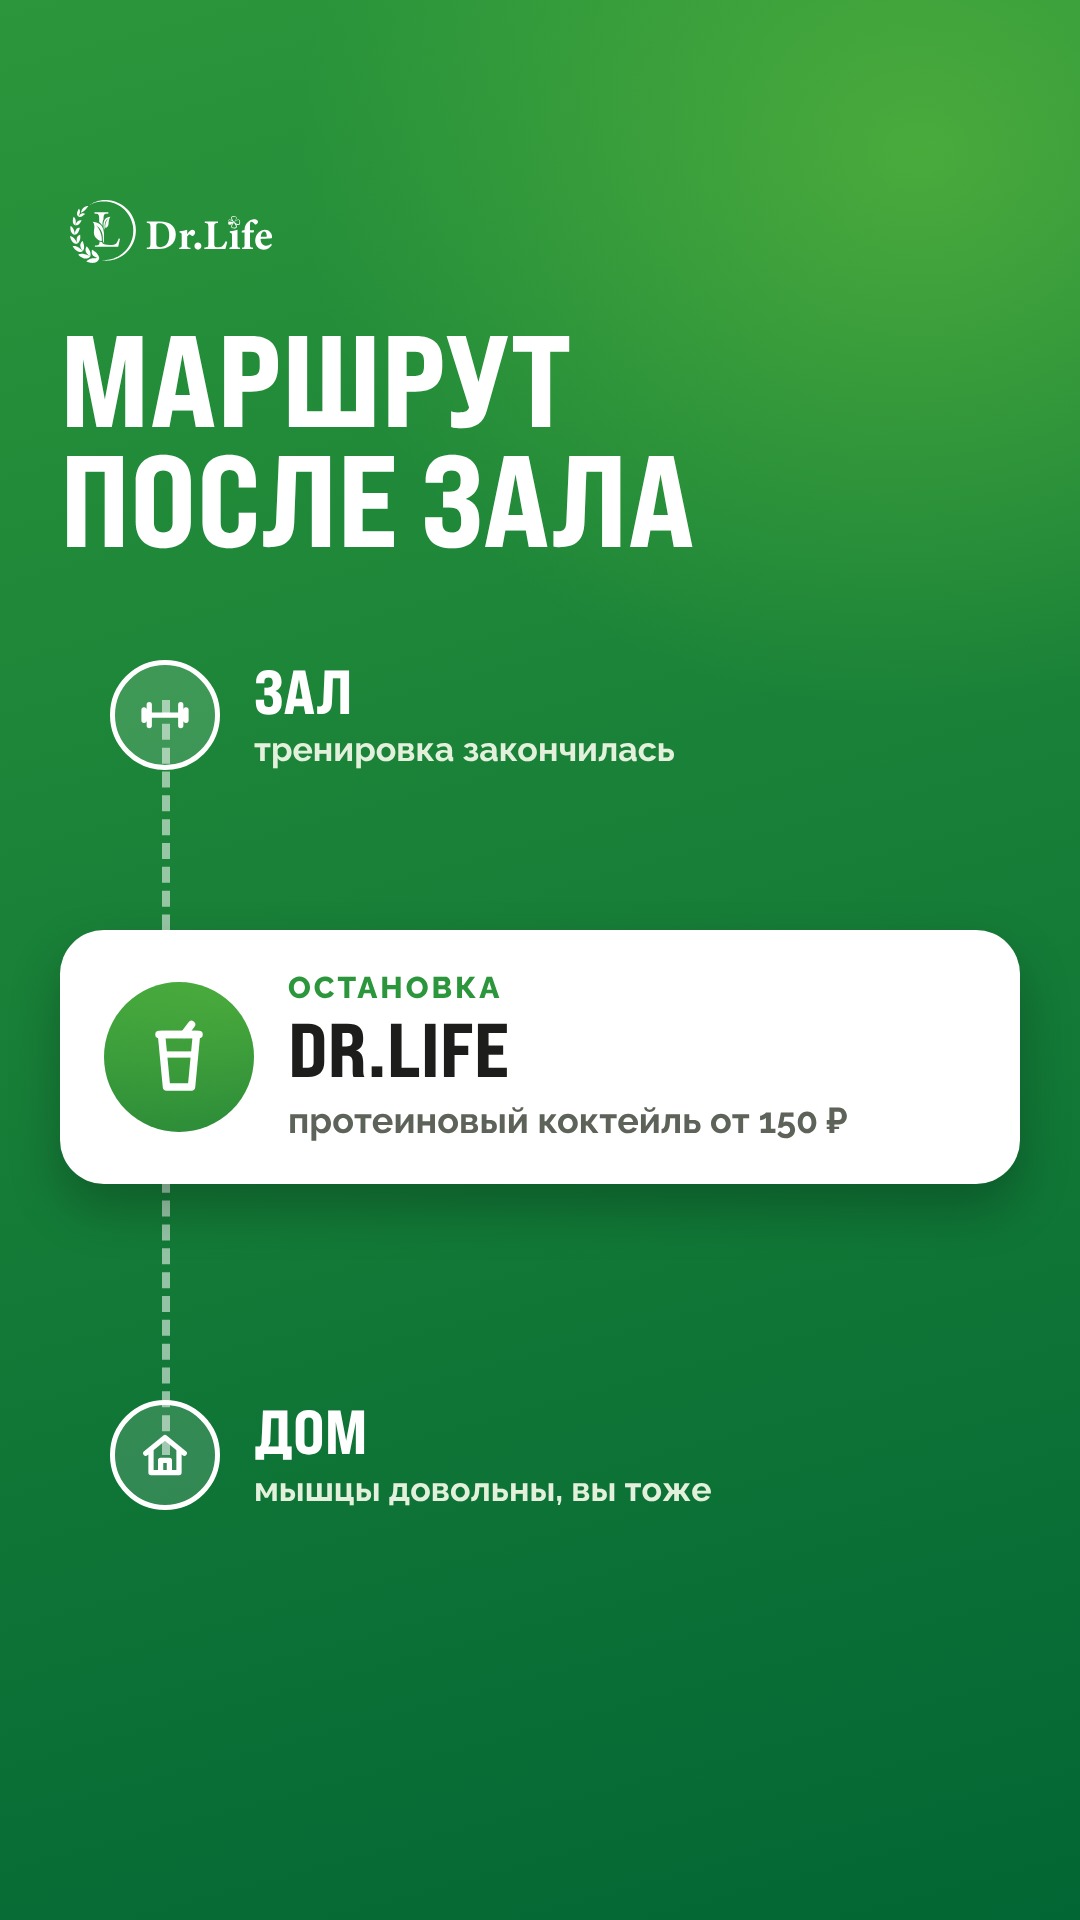 Dr.Life
МАРШРУТ
ПОСЛЕ ЗАЛА
ЗАЛ
тренировка закончилась
ОСТАНОВКА
DR.LIFE
протеиновый коктейль от 150 ₽
ДОМ
мышцы довольны, вы тоже